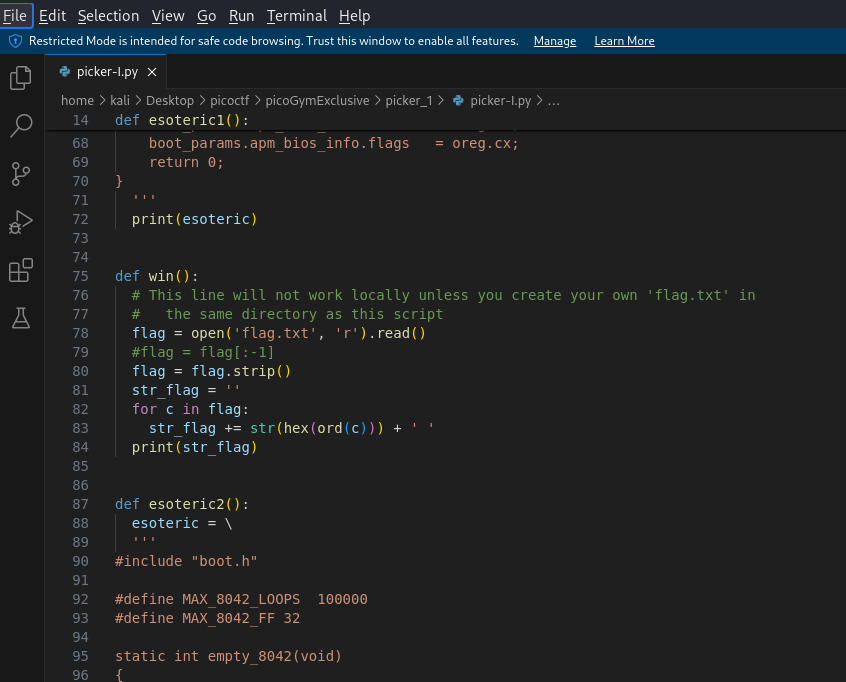 File Edit Selection View Go Run Terminal Help
Restricted Mode is intended for safe code browsing. Trust this window to enable all features. Manage Learn More
picker-I.py ×
home > kali > Desktop > picoctf > picoGymExclusive > picker_1 > picker-I.py > ...
14 def esoteric1():
68     boot_params.apm_bios_info.flags   = oreg.cx;
69     return 0;
70 }
71   '''
72   print(esoteric)
73
74
75 def win():
76   # This line will not work locally unless you create your own 'flag.txt' in
77   #   the same directory as this script
78   flag = open('flag.txt', 'r').read()
79   #flag = flag[:-1]
80   flag = flag.strip()
81   str_flag = ''
82   for c in flag:
83     str_flag += str(hex(ord(c))) + ' '
84   print(str_flag)
85
86
87 def esoteric2():
88   esoteric = \
89   '''
90 #include "boot.h"
91
92 #define MAX_8042_LOOPS  100000
93 #define MAX_8042_FF 32
94
95 static int empty_8042(void)
96 {